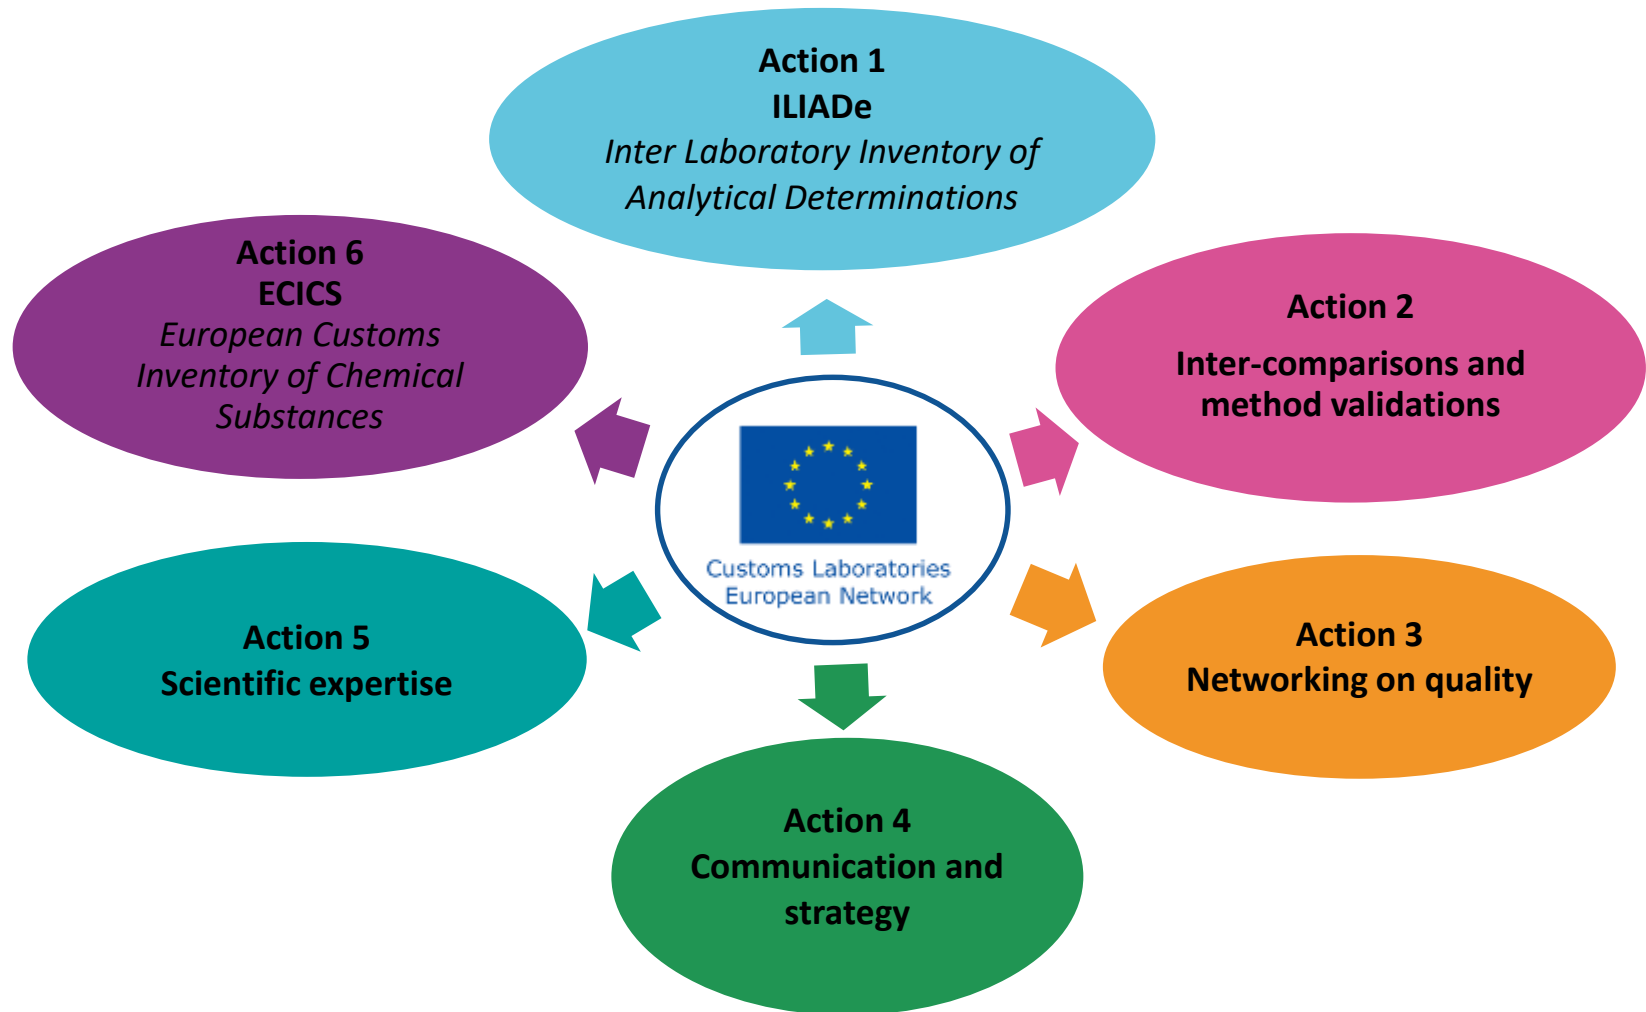 Action 1
ILIADe
Inter Laboratory Inventory of
Analytical Determinations
Action 2
Inter-comparisons and
method validations
Action 3
Networking on quality
Action 4
Communication and
strategy
Action 5
Scientific expertise
Action 6
ECICS
European Customs
Inventory of Chemical
Substances
Customs Laboratories
European Network